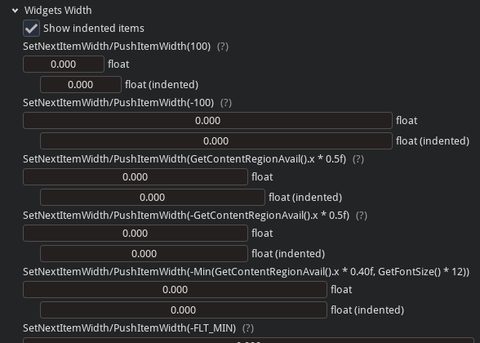 Widgets Width
Show indented items
SetNextItemWidth/PushItemWidth(100) (?)
0.000 float
0.000 float (indented)
SetNextItemWidth/PushItemWidth(-100) (?)
0.000 float
0.000 float (indented)
SetNextItemWidth/PushItemWidth(GetContentRegionAvail().x * 0.5f) (?)
0.000 float
0.000 float (indented)
SetNextItemWidth/PushItemWidth(-GetContentRegionAvail().x * 0.5f) (?)
0.000 float
0.000 float (indented)
SetNextItemWidth/PushItemWidth(-Min(GetContentRegionAvail().x * 0.40f, GetFontSize() * 12))
0.000 float
0.000 float (indented)
SetNextItemWidth/PushItemWidth(-FLT_MIN) (?)